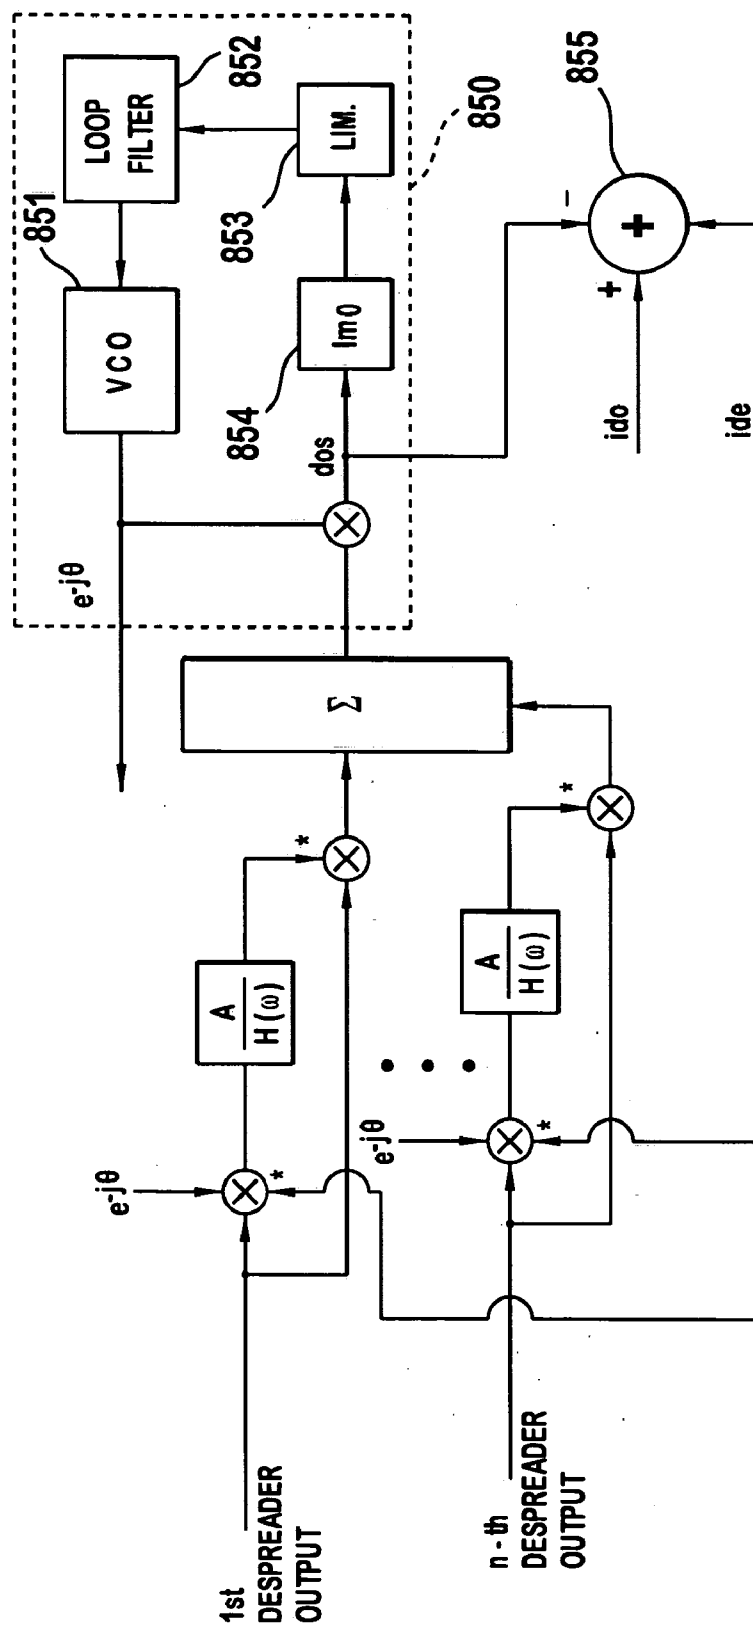 1st
DESPREADER
OUTPUT
e-jθ
*
A
H(ω)
*
n-th
DESPREADER
OUTPUT
e-jθ
*
A
H(ω)
*
Σ
e-jθ
dos
VCO
851
LOOP
FILTER
852
LIM.
853
Im()
854
850
ido
ide
+
-
+
855